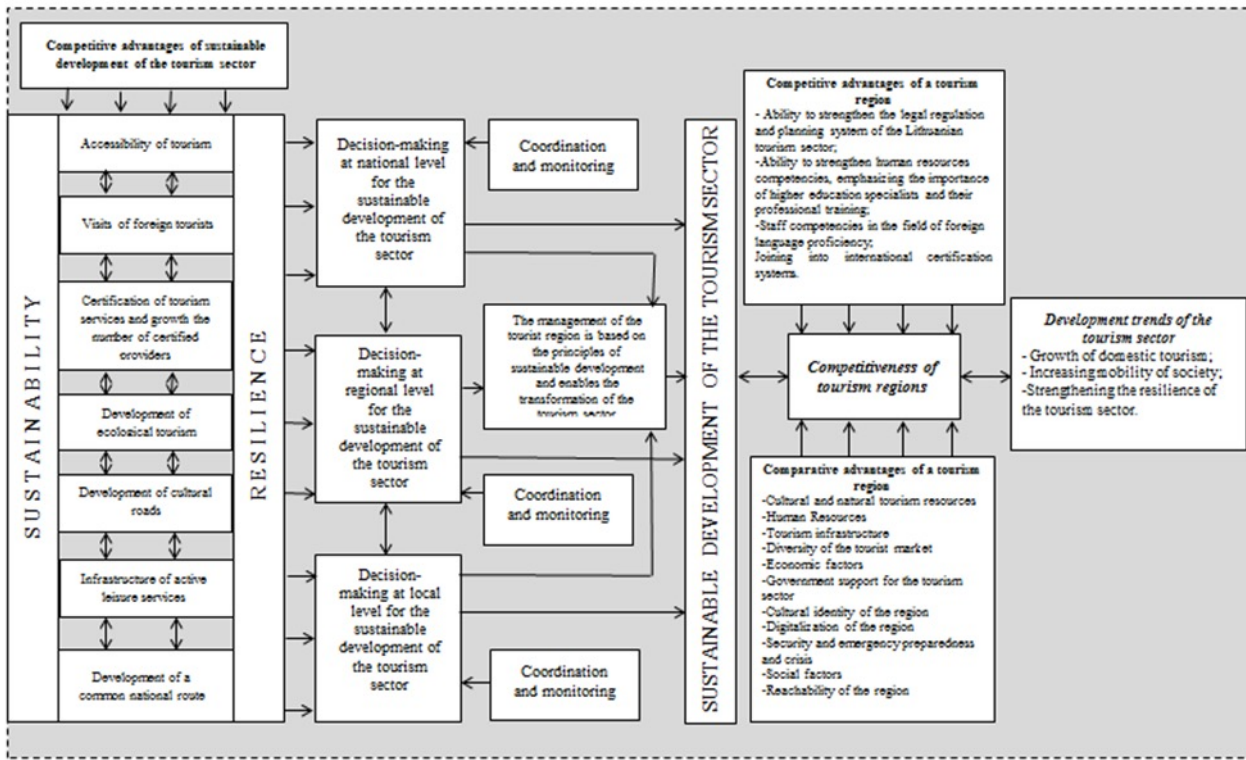 Competitive advantages of sustainable
development of the tourism sector
SUSTAINABILITY
Accessibility of tourism
Visits of foreign tourists
Certification of tourism
services and growth the
number of certified
providers
Development of
ecological tourism
Development of cultural
roads
Infrastructure of active
leisure services
Development of a
common national route
RESILIENCE
Decision-making
at national level
for the
sustainable
development of
the tourism
sector
Coordination
and monitoring
Decision-
making at
regional level
for the
sustainable
development of
the tourism
sector
Coordination
and monitoring
Decision-
making at local
level for the
sustainable
development of
the tourism
sector
Coordination
and monitoring
The management of the
tourist region is based on
the principles of
sustainable development
and enables the
transformation of the
tourism sector
SUSTAINABLE DEVELOPMENT OF THE TOURISM SECTOR
Competitive advantages of a tourism
region
- Ability to strengthen the legal regulation
and planning system of the Lithuanian
tourism sector;
-Ability to strengthen human resources
competencies, emphasizing the importance
of higher education specialists and their
professional training;
-Staff competencies in the field of foreign
language proficiency;
Joining into international certification
systems.
Competitiveness of
tourism regions
Comparative advantages of a tourism
region
-Cultural and natural tourism resources
-Human Resources
-Tourism infrastructure
-Diversity of the tourist market
-Economic factors
-Government support for the tourism
sector
-Cultural identity of the region
-Digitalization of the region
-Security and emergency preparedness
and crisis
-Social factors
-Reachability of the region
Development trends of the
tourism sector
- Growth of domestic tourism;
- Increasing mobility of society;
-Strengthening the resilience of
the tourism sector.